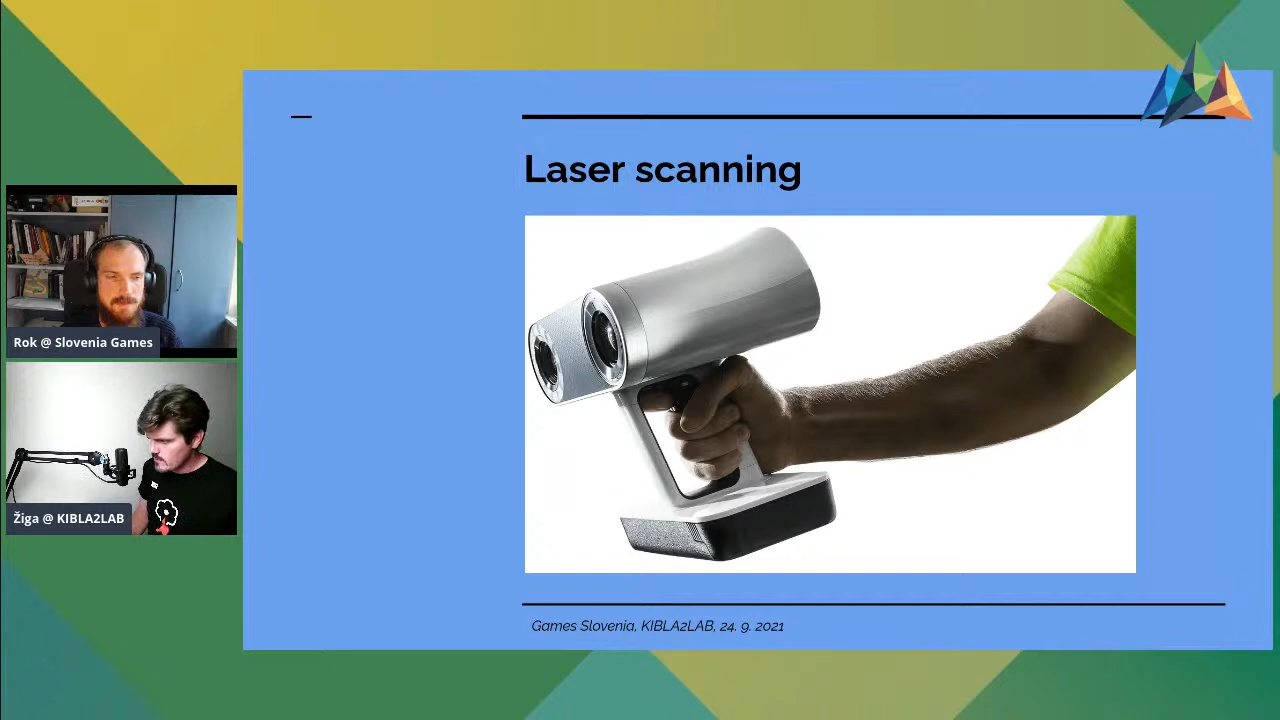 Laser scanning
Rok @ Slovenia Games
Žiga @ KIBLA2LAB
Games Slovenia, KIBLA2LAB, 24. 9. 2021